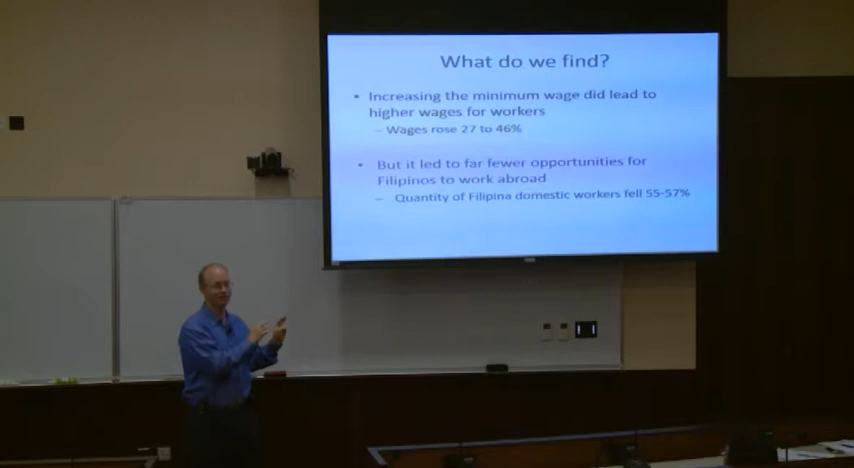 What do we find?
• Increasing the minimum wage did lead to
higher wages for workers
– Wages rose 27 to 46%
• But it led to far fewer opportunities for
Filipinos to work abroad
– Quantity of Filipina domestic workers fell 55-57%